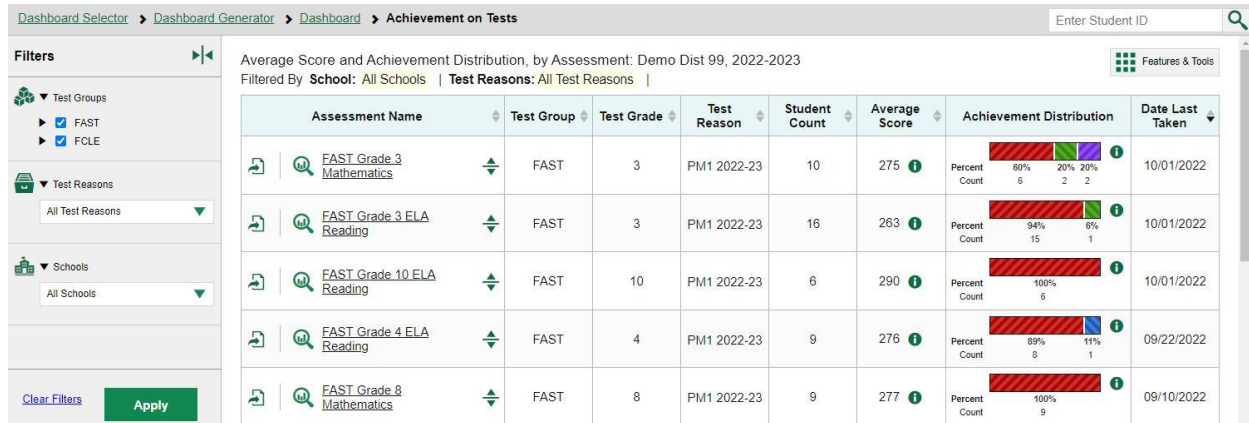 Dashboard Selector > Dashboard Generator > Dashboard > Achievement on Tests
Enter Student ID
Filters
Test Groups
FAST
FCLE
Test Reasons
All Test Reasons
Schools
All Schools
Clear Filters
Apply
Average Score and Achievement Distribution, by Assessment: Demo Dist 99, 2022-2023
Filtered By School: All Schools | Test Reasons: All Test Reasons |
Features & Tools
Assessment Name Test Group Test Grade Test Reason Student Count Average Score Achievement Distribution Date Last Taken
FAST Grade 3 Mathematics FAST 3 PM1 2022-23 10 275 10/01/2022
Percent 60% 20% 20%
Count 6 2 2
FAST Grade 3 ELA Reading FAST 3 PM1 2022-23 16 263 10/01/2022
Percent 94% 6%
Count 15 1
FAST Grade 10 ELA Reading FAST 10 PM1 2022-23 6 290 10/01/2022
Percent 100%
Count 6
FAST Grade 4 ELA Reading FAST 4 PM1 2022-23 9 276 09/22/2022
Percent 89% 11%
Count 8 1
FAST Grade 8 Mathematics FAST 8 PM1 2022-23 9 277 09/10/2022
Percent 100%
Count 9